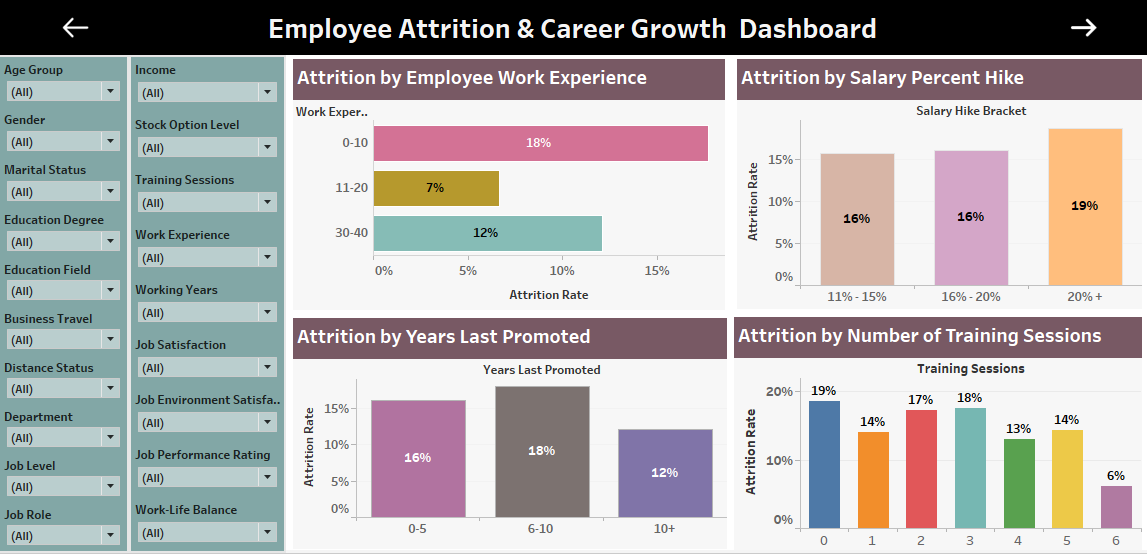 Employee Attrition & Career Growth Dashboard
Age Group
(All)
Gender
(All)
Marital Status
(All)
Education Degree
(All)
Education Field
(All)
Business Travel
(All)
Distance Status
(All)
Department
(All)
Job Level
(All)
Job Role
(All)
Income
(All)
Stock Option Level
(All)
Training Sessions
(All)
Work Experience
(All)
Working Years
(All)
Job Satisfaction
(All)
Job Environment Satisfa..
(All)
Job Performance Rating
(All)
Work-Life Balance
(All)
Attrition by Employee Work Experience
Work Exper..
0-10
18%
11-20
7%
30-40
12%
0% 5% 10% 15%
Attrition Rate
Attrition by Salary Percent Hike
Salary Hike Bracket
Attrition Rate
15%
10%
5%
0%
16% 16% 19%
11% - 15% 16% - 20% 20% +
Attrition by Years Last Promoted
Years Last Promoted
Attrition Rate
15%
10%
5%
0%
16% 18% 12%
0-5 6-10 10+
Attrition by Number of Training Sessions
Training Sessions
Attrition Rate
20%
10%
0%
19% 14% 17% 18% 13% 14% 6%
0 1 2 3 4 5 6